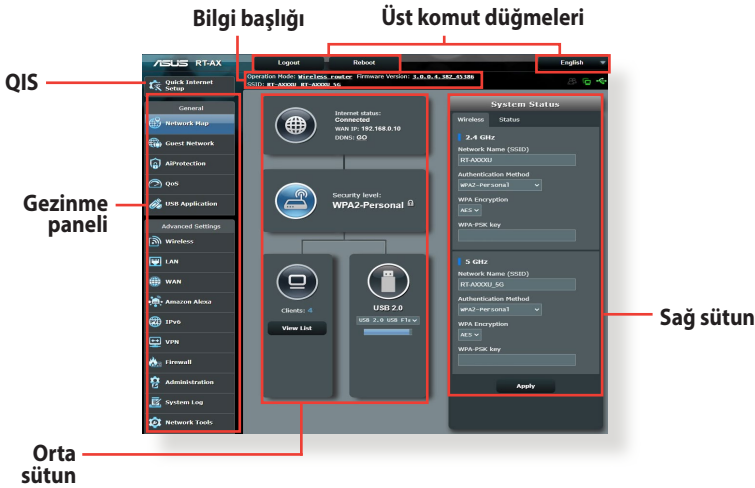 Bilgi başlığı
Üst komut düğmeleri
QIS
Gezinme
paneli
Orta
sütun
Sağ sütun
ASUS RT-AX
Logout
Reboot
English
Quick Internet
Setup
Operation Mode: Wireless router Firmware Version: 3.0.0.4.382_45386
SSID: RT-AXXXU RT-AXXXU_5G
General
Network Map
Guest Network
AiProtection
QoS
USB Application
Advanced Settings
Wireless
LAN
WAN
Amazon Alexa
IPv6
VPN
Firewall
Administration
System Log
Network Tools
Internet status:
Connected
WAN IP: 192.168.0.10
DDNS: GO
Security level:
WPA2-Personal
Clients: 4
View List
USB 2.0
USB 2.0 USB Fla
System Status
Wireless
Status
2.4 GHz
Network Name (SSID)
RT-AXXXU
Authentication Method
WPA2-Personal
WPA Encryption
AES
WPA-PSK key
5 GHz
Network Name (SSID)
RT-AXXXU_5G
Authentication Method
WPA2-Personal
WPA Encryption
AES
WPA-PSK key
Apply